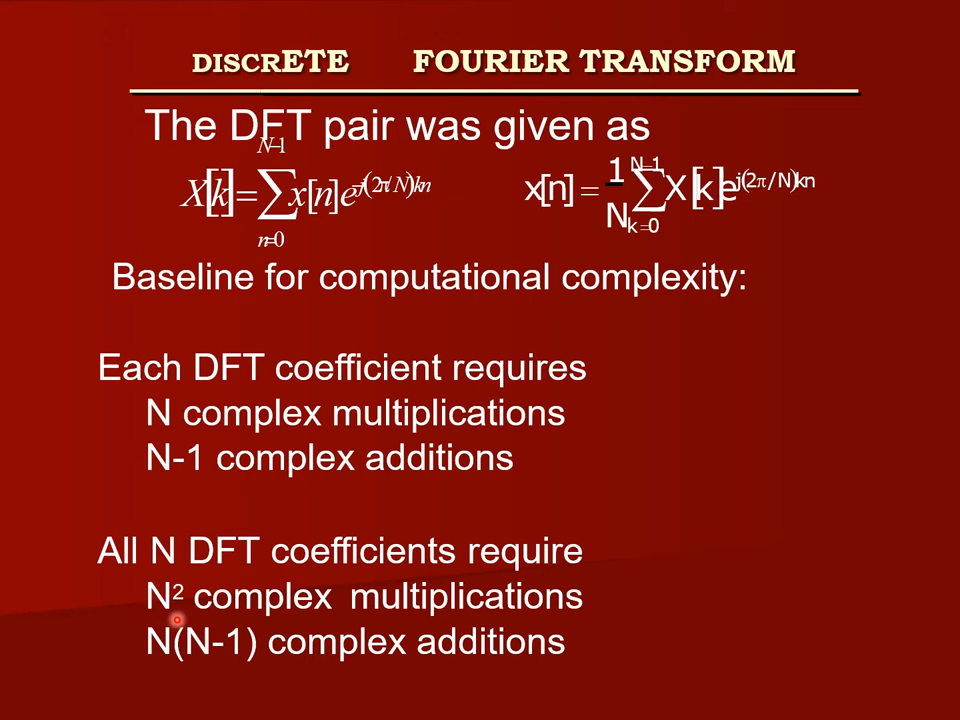 DISCRETE FOURIER TRANSFORM
The DFT pair was given as
X[k] = ∑_{n=0}^{N−1} x[n]e^{−j(2π/N)kn}    x[n] = 1/N ∑_{k=0}^{N−1} X[k]e^{j(2π/N)kn}
Baseline for computational complexity:
Each DFT coefficient requires
N complex multiplications
N-1 complex additions
All N DFT coefficients require
N² complex multiplications
N(N-1) complex additions